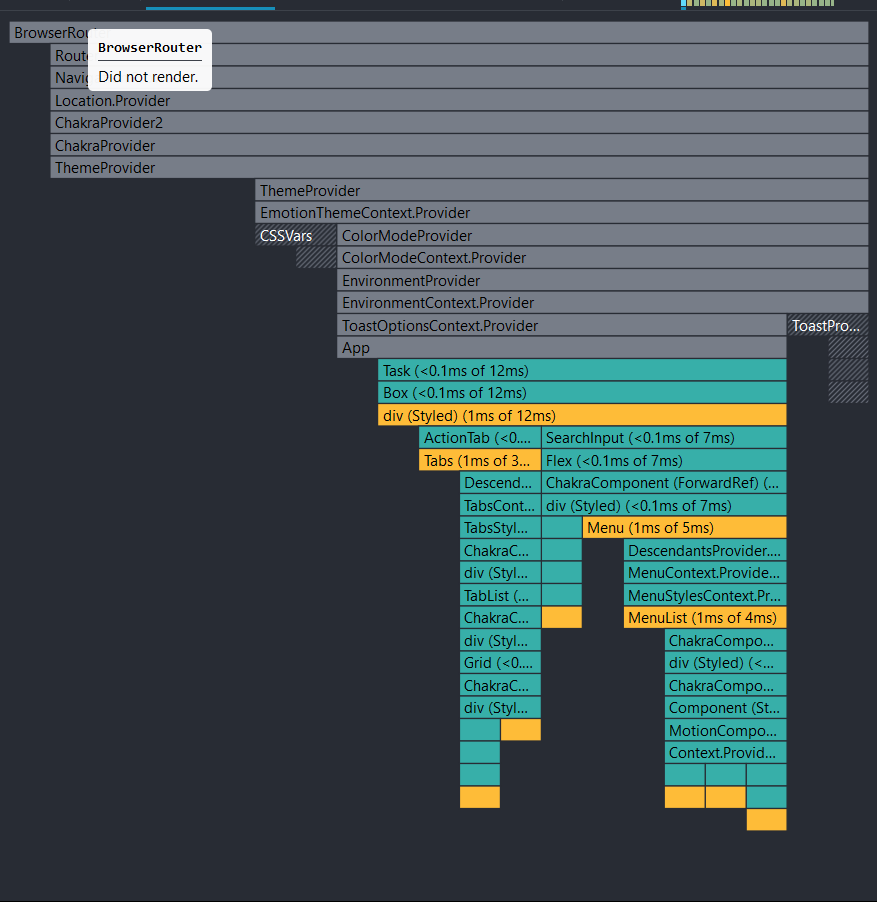 BrowserRou
BrowserRouter
Did not render.
Route
Navig
Location.Provider
ChakraProvider2
ChakraProvider
ThemeProvider
ThemeProvider
EmotionThemeContext.Provider
CSSVars ColorModeProvider
ColorModeContext.Provider
EnvironmentProvider
EnvironmentContext.Provider
ToastOptionsContext.Provider ToastPro...
App
Task (<0.1ms of 12ms)
Box (<0.1ms of 12ms)
div (Styled) (1ms of 12ms)
ActionTab (<0.... SearchInput (<0.1ms of 7ms)
Tabs (1ms of 3... Flex (<0.1ms of 7ms)
Descend... ChakraComponent (ForwardRef) (...
TabsCont... div (Styled) (<0.1ms of 7ms)
TabsStyl... Menu (1ms of 5ms)
ChakraC... DescendantsProvider....
div (Styl... MenuContext.Provide...
TabList (... MenuStylesContext.Pr...
ChakraC... MenuList (1ms of 4ms)
div (Styl... ChakraCompo...
Grid (<0.... div (Styled) (<...
ChakraC... ChakraCompo...
div (Styl... Component (St...
MotionCompo...
Context.Provid...